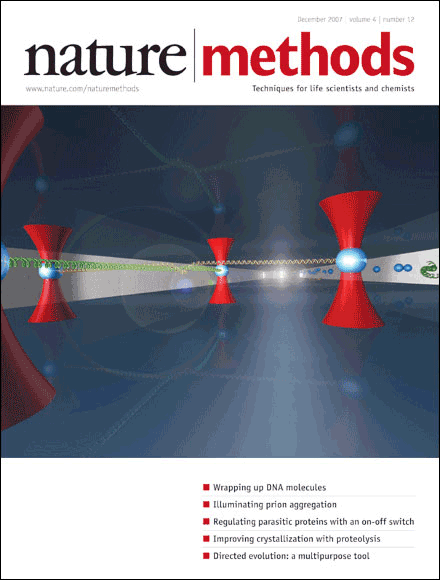 December 2007 | volume 4 | number 12
nature | methods
www.nature.com/naturemethods
Techniques for life scientists and chemists
Wrapping up DNA molecules
Illuminating prion aggregation
Regulating parasitic proteins with an on-off switch
Improving crystallization with proteolysis
Directed evolution: a multipurpose tool